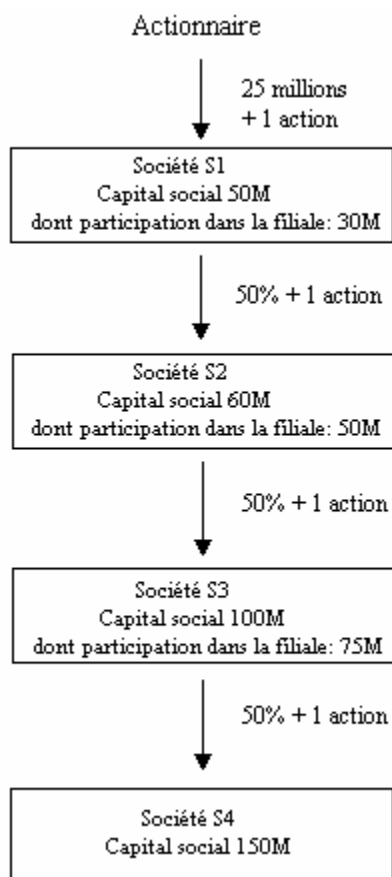 Actionnaire
25 millions
+ 1 action
Société S1
Capital social 50M
dont participation dans la filiale: 30M
50% + 1 action
Société S2
Capital social 60M
dont participation dans la filiale: 50M
50% + 1 action
Société S3
Capital social 100M
dont participation dans la filiale: 75M
50% + 1 action
Société S4
Capital social 150M